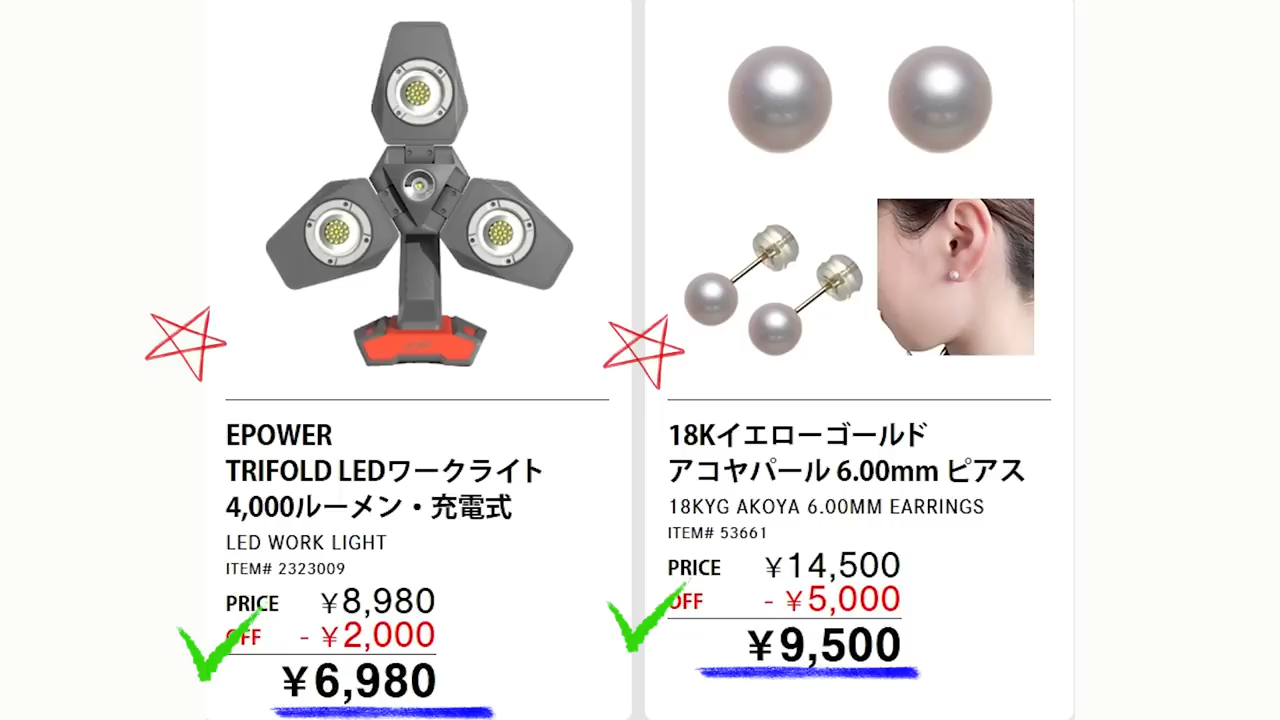 EPOWER
TRIFOLD LEDワークライト
4,000ルーメン・充電式
LED WORK LIGHT
ITEM# 2323009
PRICE ¥8,980
OFF - ¥2,000
¥6,980
18Kイエローゴールド
アコヤパール 6.00mm ピアス
18KYG AKOYA 6.00MM EARRINGS
ITEM# 53661
PRICE ¥14,500
OFF - ¥5,000
¥9,500